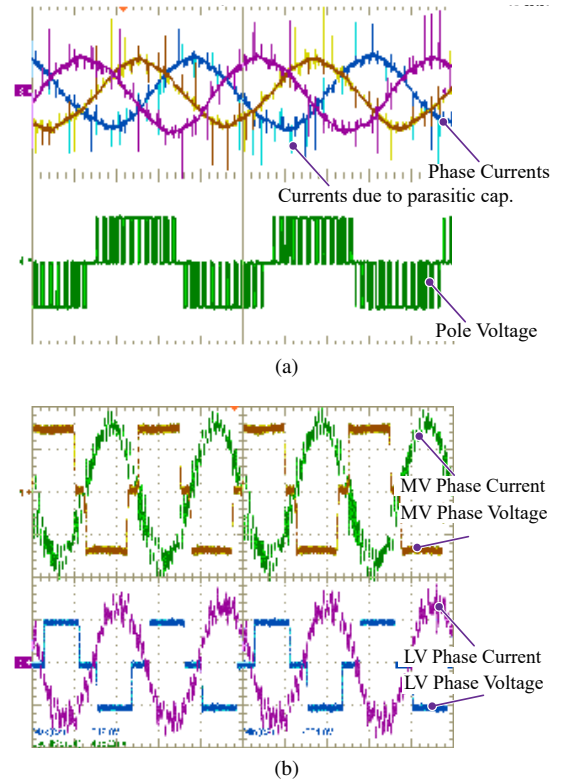 Phase Currents
Currents due to parasitic cap.
Pole Voltage
(a)
MV Phase Current
MV Phase Voltage
LV Phase Current
LV Phase Voltage
(b)